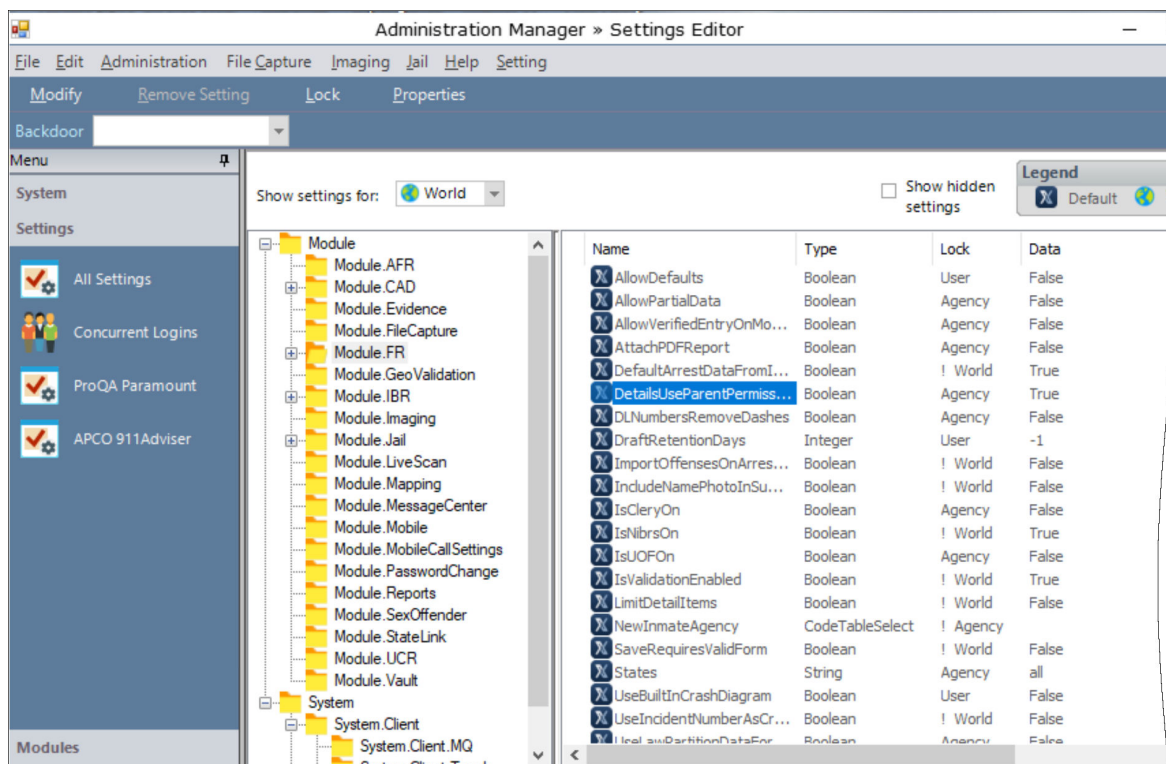 Administration Manager » Settings Editor
File Edit Administration File Capture Imaging Jail Help Setting
Modify Remove Setting Lock Properties
Backdoor
Menu
System
Settings
All Settings
Concurrent Logins
ProQA Paramount
APCO 911Adviser
Modules
Show settings for: World
Show hidden
settings
Legend
Default
Module
Module.AFR
Module.CAD
Module.Evidence
Module.FileCapture
Module.FR
Module.GeoValidation
Module.IBR
Module.Imaging
Module.Jail
Module.LiveScan
Module.Mapping
Module.MessageCenter
Module.Mobile
Module.MobileCallSettings
Module.PasswordChange
Module.Reports
Module.SexOffender
Module.StateLink
Module.UCR
Module.Vault
System
System.Client
System.Client.MQ
Name Type Lock Data
AllowDefaults Boolean User False
AllowPartialData Boolean Agency False
AllowVerifiedEntryOnMo... Boolean Agency False
AttachPDFReport Boolean Agency False
DefaultArrestDataFromI... Boolean ! World True
DetailsUseParentPermiss... Boolean Agency True
DLNumbersRemoveDashes Boolean Agency False
DraftRetentionDays Integer User -1
ImportOffensesOnArres... Boolean ! World False
IncludeNamePhotoInSu... Boolean ! World False
IsCleryOn Boolean Agency False
IsNibrsOn Boolean ! World True
IsUOFOn Boolean Agency False
IsValidationEnabled Boolean ! World True
LimitDetailItems Boolean ! World False
NewInmateAgency CodeTableSelect ! Agency
SaveRequiresValidForm Boolean ! World False
States String Agency all
UseBuiltInCrashDiagram Boolean User False
UseIncidentNumberAsCr... Boolean ! World False
UseLawPartitionDataFor Boolean Agency False